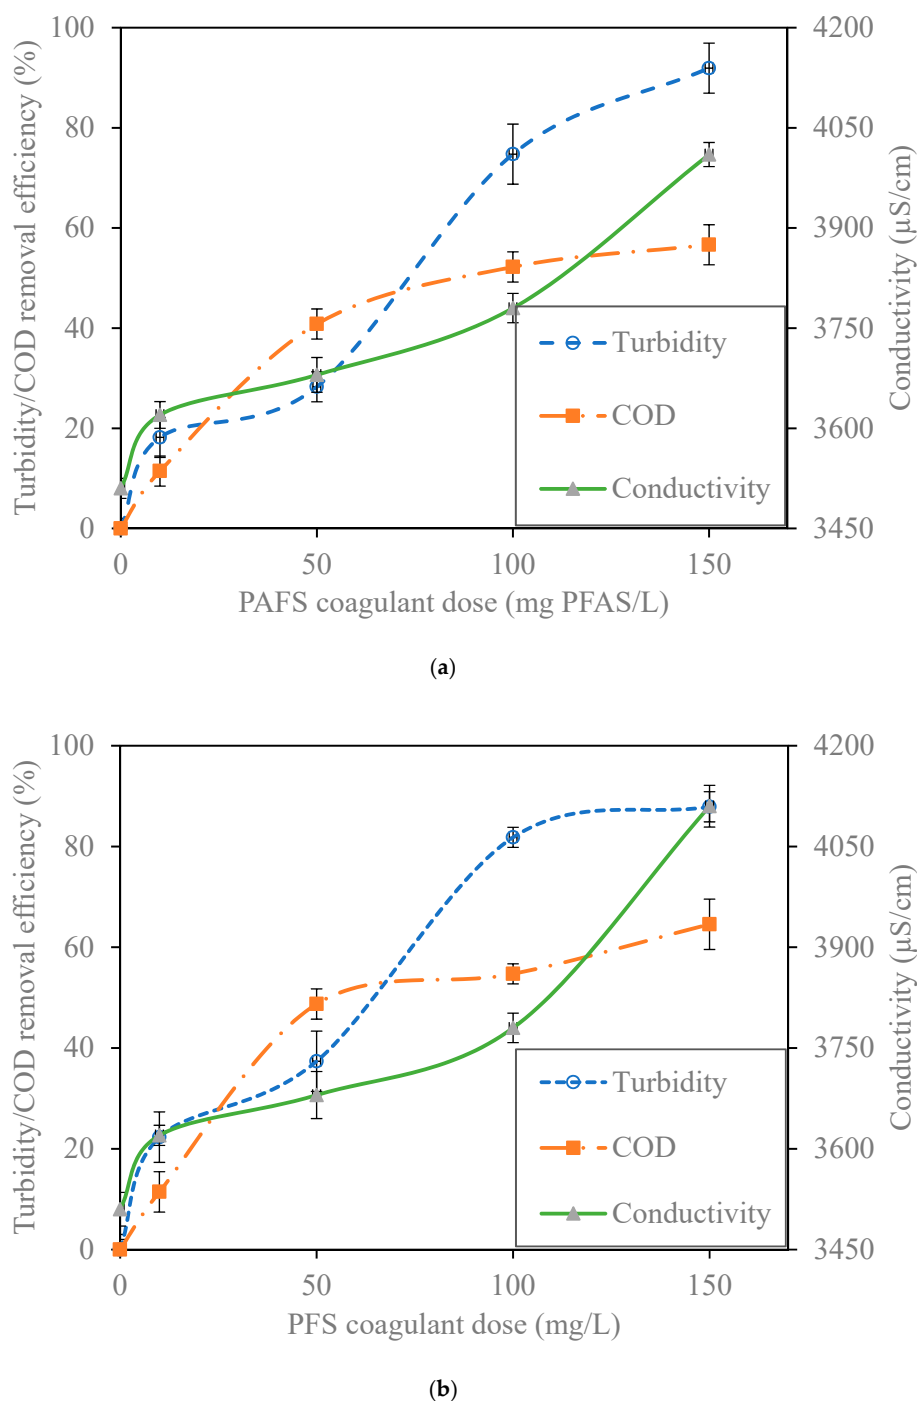 Turbidity/COD removal efficiency (%)
100
80
60
40
20
0
4200
4050
3900
3750
3600
3450
Conductivity (µS/cm)
Turbidity
COD
Conductivity
0 50 100 150
PAFS coagulant dose (mg PFAS/L)
(a)
Turbidity/COD removal efficiency (%)
100
80
60
40
20
0
4200
4050
3900
3750
3600
3450
Conductivity (µS/cm)
Turbidity
COD
Conductivity
0 50 100 150
PFS coagulant dose (mg/L)
(b)